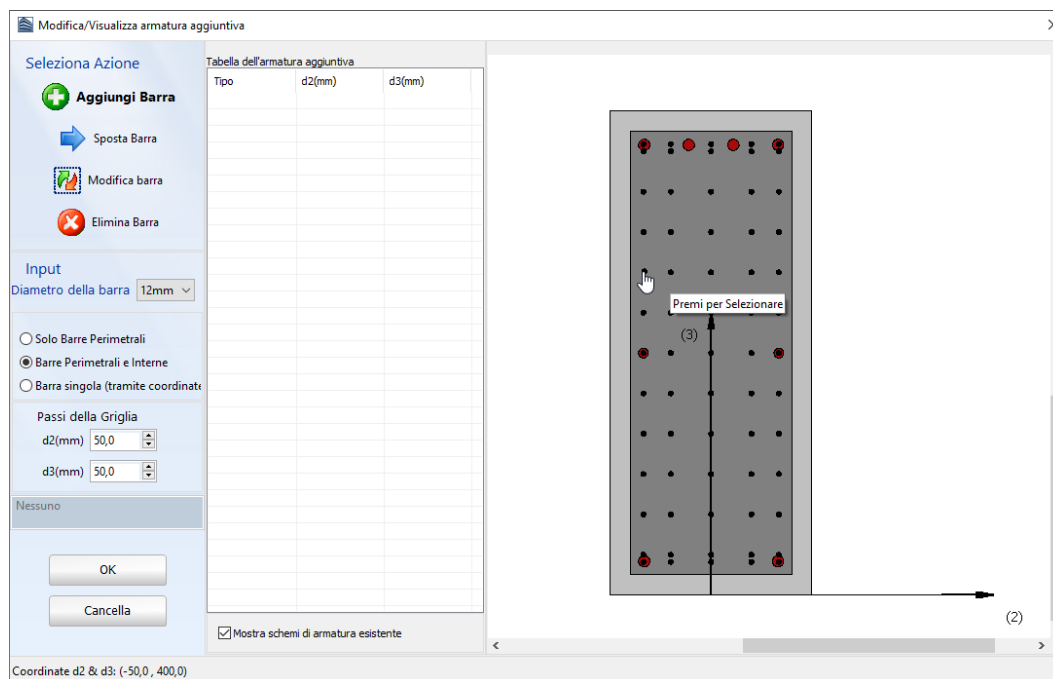 Modifica/Visualizza armatura aggiuntiva
Seleziona Azione
Aggiungi Barra
Sposta Barra
Modifica barra
Elimina Barra
Input
Diametro della barra 12mm
Solo Barre Perimetrali
Barre Perimetrali e Interne
Barra singola (tramite coordinate
Passi della Griglia
d2(mm) 50,0
d3(mm) 50,0
Nessuno
OK
Cancella
Tabella dell'armatura aggiuntiva
Tipo d2(mm) d3(mm)
Mostra schemi di armatura esistente
Premi per Selezionare
(3)
(2)
Coordinate d2 & d3: (-50,0 , 400,0)